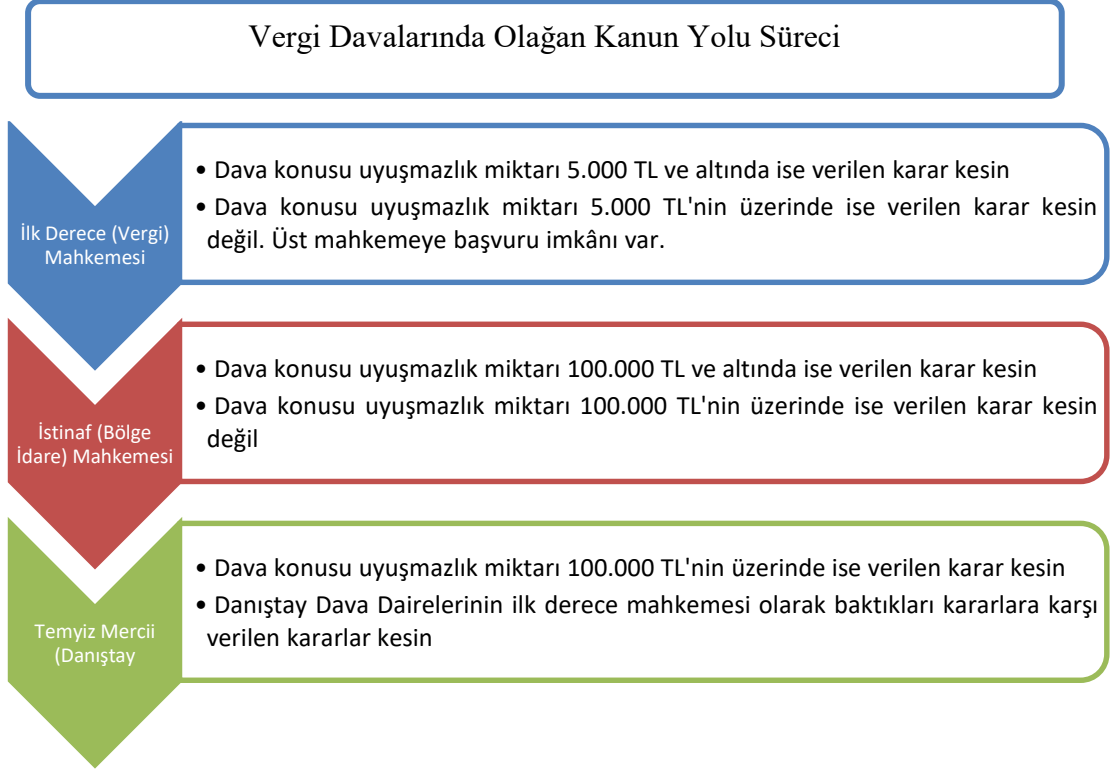 Vergi Davalarında Olağan Kanun Yolu Süreci
İlk Derece (Vergi)
Mahkemesi
• Dava konusu uyuşmazlık miktarı 5.000 TL ve altında ise verilen karar kesin
• Dava konusu uyuşmazlık miktarı 5.000 TL'nin üzerinde ise verilen karar kesin
değil. Üst mahkemeye başvuru imkânı var.
İstinaf (Bölge
İdare) Mahkemesi
• Dava konusu uyuşmazlık miktarı 100.000 TL ve altında ise verilen karar kesin
• Dava konusu uyuşmazlık miktarı 100.000 TL'nin üzerinde ise verilen karar kesin
değil
Temyiz Mercii
(Danıştay
• Dava konusu uyuşmazlık miktarı 100.000 TL'nin üzerinde ise verilen karar kesin
• Danıştay Dava Dairelerinin ilk derece mahkemesi olarak baktıkları kararlara karşı
verilen kararlar kesin